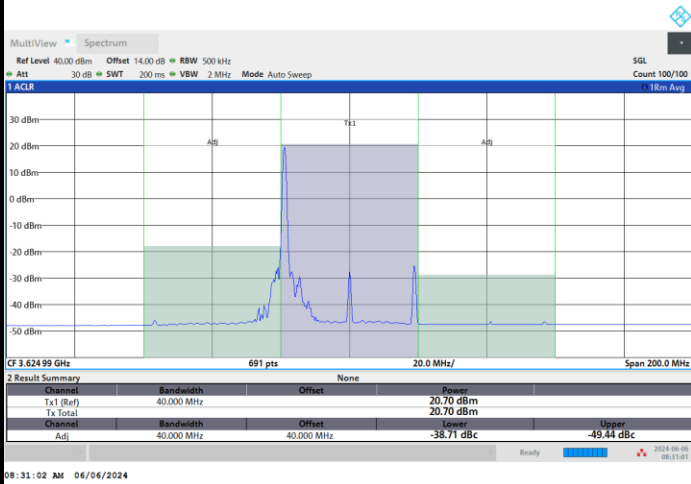 MultiView Spectrum
Ref Level 40.00 dBm Offset 14.00 dB RBW 500 kHz SGL
Att 30 dB SWT 200 ms VBW 2 MHz Mode Auto Sweep Count 100/100
1 ACLR 1Rm Avg
Tx1
Adj Adj
30 dBm
20 dBm
10 dBm
0 dBm
-10 dBm
-20 dBm
-30 dBm
-40 dBm
-50 dBm
CF 3.624 99 GHz 691 pts 20.0 MHz/ Span 200.0 MHz
2 Result Summary None
Channel Bandwidth Offset Power
Tx1 (Ref) 40.000 MHz 20.70 dBm
Tx Total 20.70 dBm
Channel Bandwidth Offset Lower Upper
Adj 40.000 MHz 40.000 MHz -38.71 dBc -49.44 dBc
Ready 2024-06-06
08:31:01
08:31:02 AM 06/06/2024